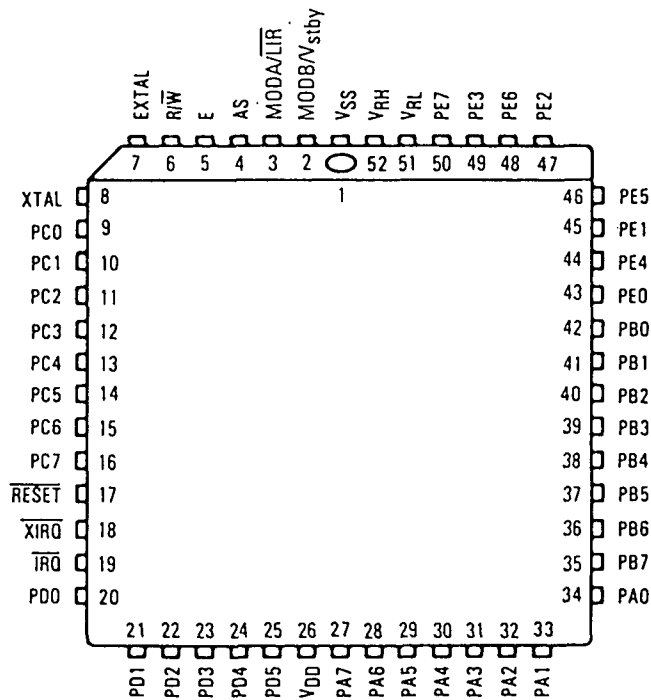 EXTAL R/W E AS MODA/LIR MODB/Vstby VSS VRH VRL PE7 PE3 PE6 PE2
7 6 5 4 3 2 52 51 50 49 48 47
1
XTAL 8 46 PE5
PC0 9 45 PE1
PC1 10 44 PE4
PC2 11 43 PE0
PC3 12 42 PB0
PC4 13 41 PB1
PC5 14 40 PB2
PC6 15 39 PB3
PC7 16 38 PB4
RESET 17 37 PB5
XIRQ 18 36 PB6
IRQ 19 35 PB7
PD0 20 34 PA0
21 22 23 24 25 26 27 28 29 30 31 32 33
PD1 PD2 PD3 PD4 PD5 VDD PA7 PA6 PA5 PA4 PA3 PA2 PA1